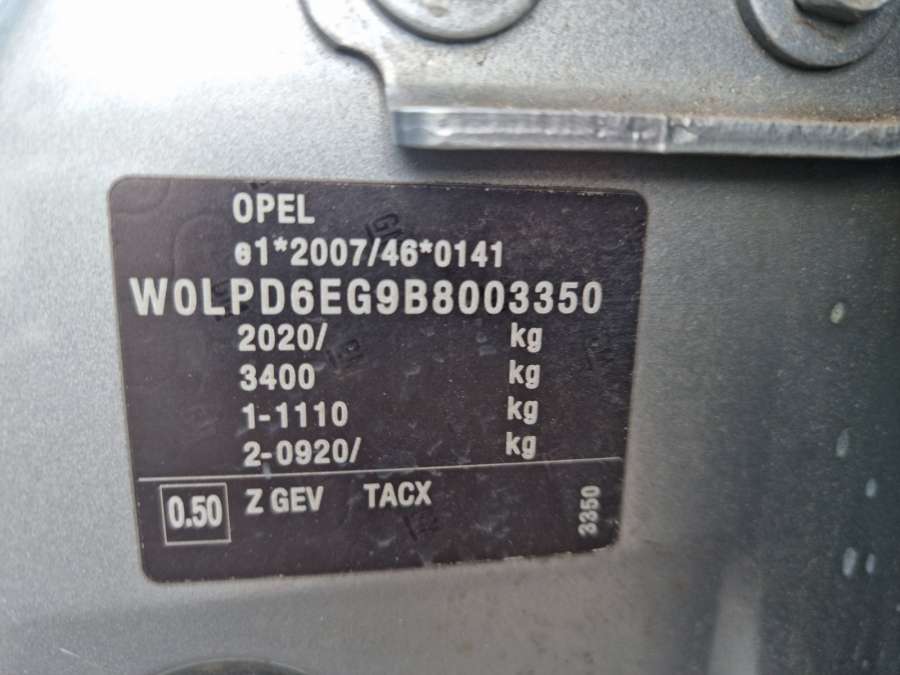 OPEL
e1*2007/46*0141
W0LPD6EG9B8003350
2020/ kg
3400 kg
1-1110 kg
2-0920/ kg
0.50 Z GEV TACX
3350